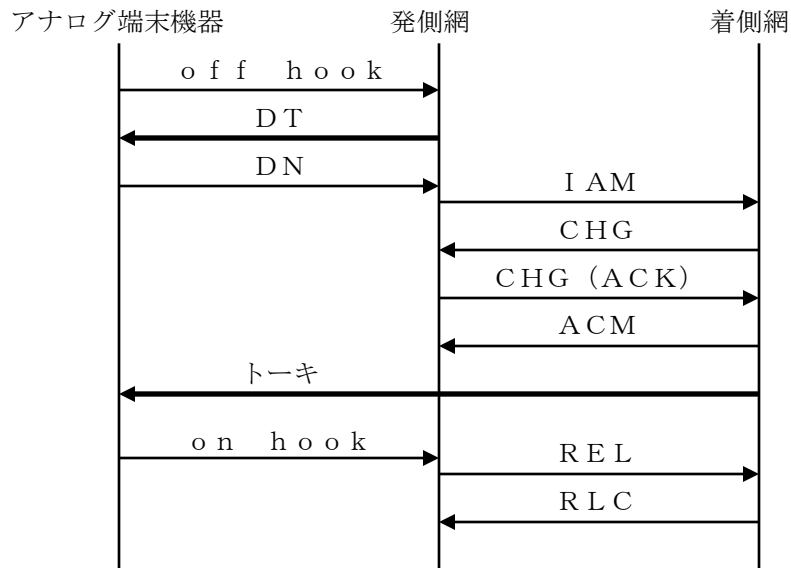 アナログ端末機器 発側網 着側網
ｏｆｆ ｈｏｏｋ
ＤＴ
ＤＮ
ＩＡＭ
ＣＨＧ
ＣＨＧ（ＡＣＫ）
ＡＣＭ
トーキ
ｏｎ ｈｏｏｋ
ＲＥＬ
ＲＬＣ